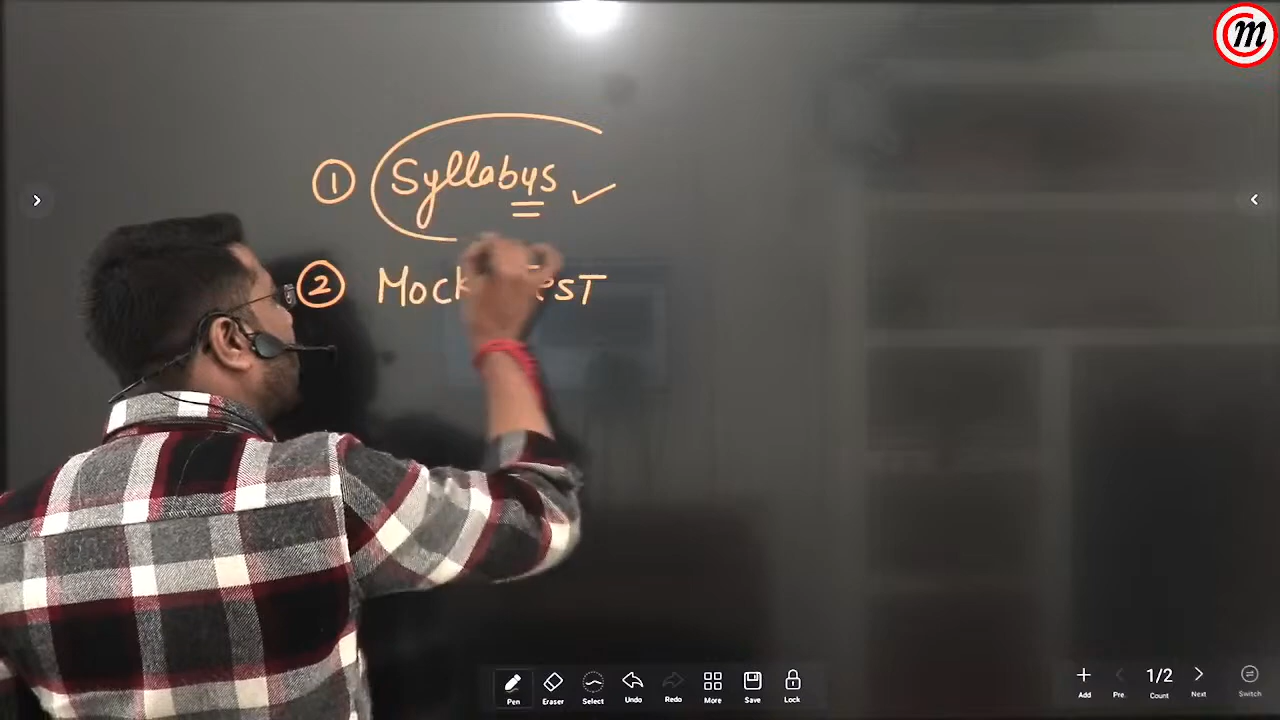 ① Syllabys
② Mock Test
Pen
Eraser
Select
Undo
Redo
More
Save
Lock
Add
Pre.
1/2
Count
Next
Switch
m